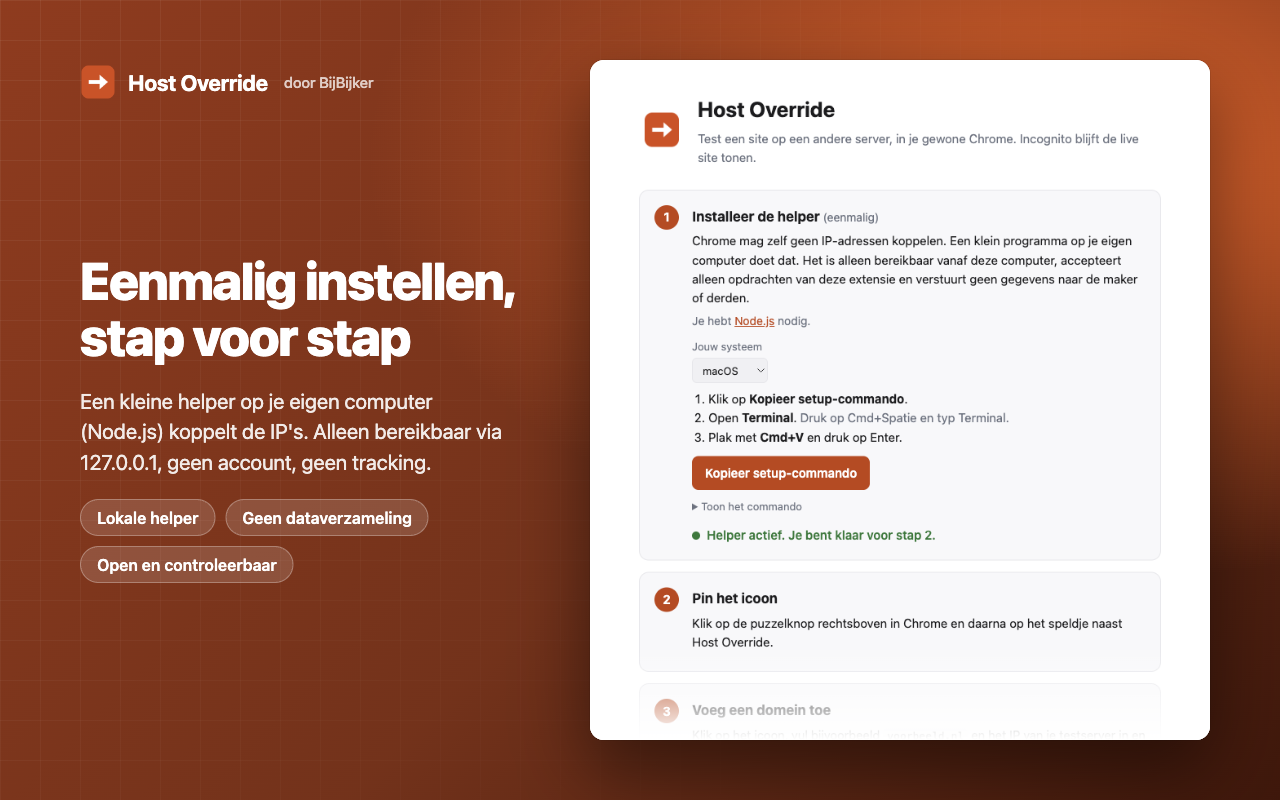 Host Override door BijBijker
Eenmalig instellen,
stap voor stap
Een kleine helper op je eigen computer
(Node.js) koppelt de IP's. Alleen bereikbaar via
127.0.0.1, geen account, geen tracking.
Lokale helper
Geen dataverzameling
Open en controleerbaar
Host Override
Test een site op een andere server, in je gewone Chrome. Incognito blijft de live
site tonen.
1 Installeer de helper (eenmalig)
Chrome mag zelf geen IP-adressen koppelen. Een klein programma op je eigen
computer doet dat. Het is alleen bereikbaar vanaf deze computer, accepteert
alleen opdrachten van deze extensie en verstuurt geen gegevens naar de maker
of derden.
Je hebt Node.js nodig.
Jouw systeem
macOS
1. Klik op Kopieer setup-commando.
2. Open Terminal. Druk op Cmd+Spatie en typ Terminal.
3. Plak met Cmd+V en druk op Enter.
Kopieer setup-commando
Toon het commando
Helper actief. Je bent klaar voor stap 2.
2 Pin het icoon
Klik op de puzzelknop rechtsboven in Chrome en daarna op het speldje naast
Host Override.
3 Voeg een domein toe